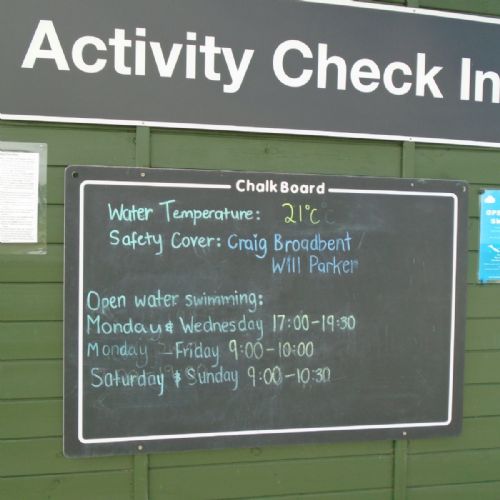 Activity Check In
Chalk Board
Water Temperature: 21°c
Safety Cover: Craig Broadbent
Will Parker
Open water swimming:
Monday & Wednesday 17:00-19:30
Monday - Friday 9:00-10:00
Saturday & Sunday 9:00-10:30